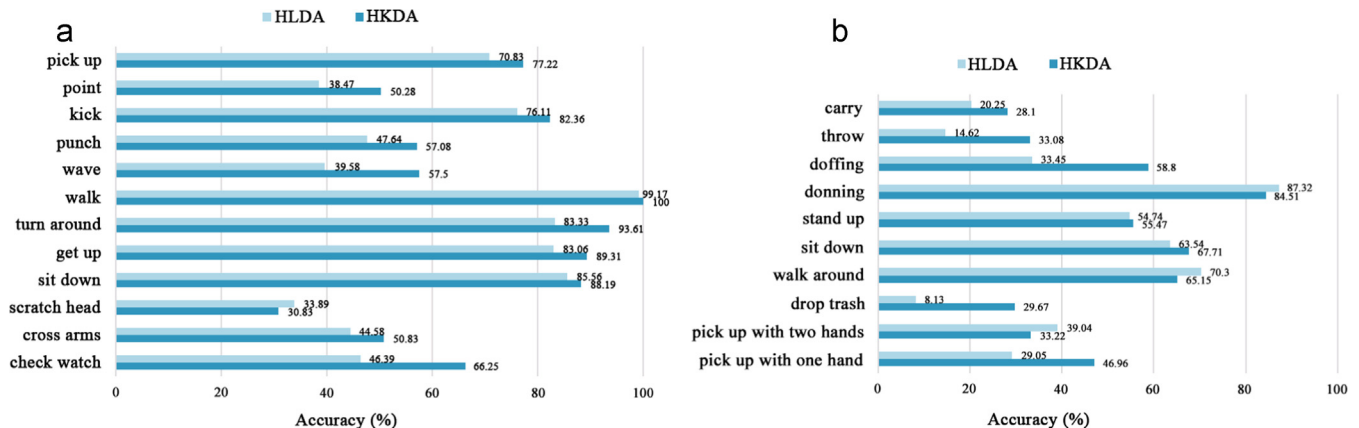 a
HLDA HKDA
pick up 70.83 77.22
point 38.47 50.28
kick 76.11 82.36
punch 47.64 57.08
wave 39.58 57.5
walk 99.17 100
turn around 83.33 93.61
get up 83.06 89.31
sit down 85.56 88.19
scratch head 33.89 30.83
cross arms 44.58 50.83
check watch 46.39 66.25
0 20 40 60 80 100
Accuracy (%)
b
HLDA HKDA
carry 20.25 28.1
throw 14.62 33.08
doffing 33.45 58.8
donning 87.32 84.51
stand up 54.74 55.47
sit down 63.54 67.71
walk around 70.3 65.15
drop trash 8.13 29.67
pick up with two hands 39.04 33.22
pick up with one hand 29.05 46.96
0 20 40 60 80 100
Accuracy (%)